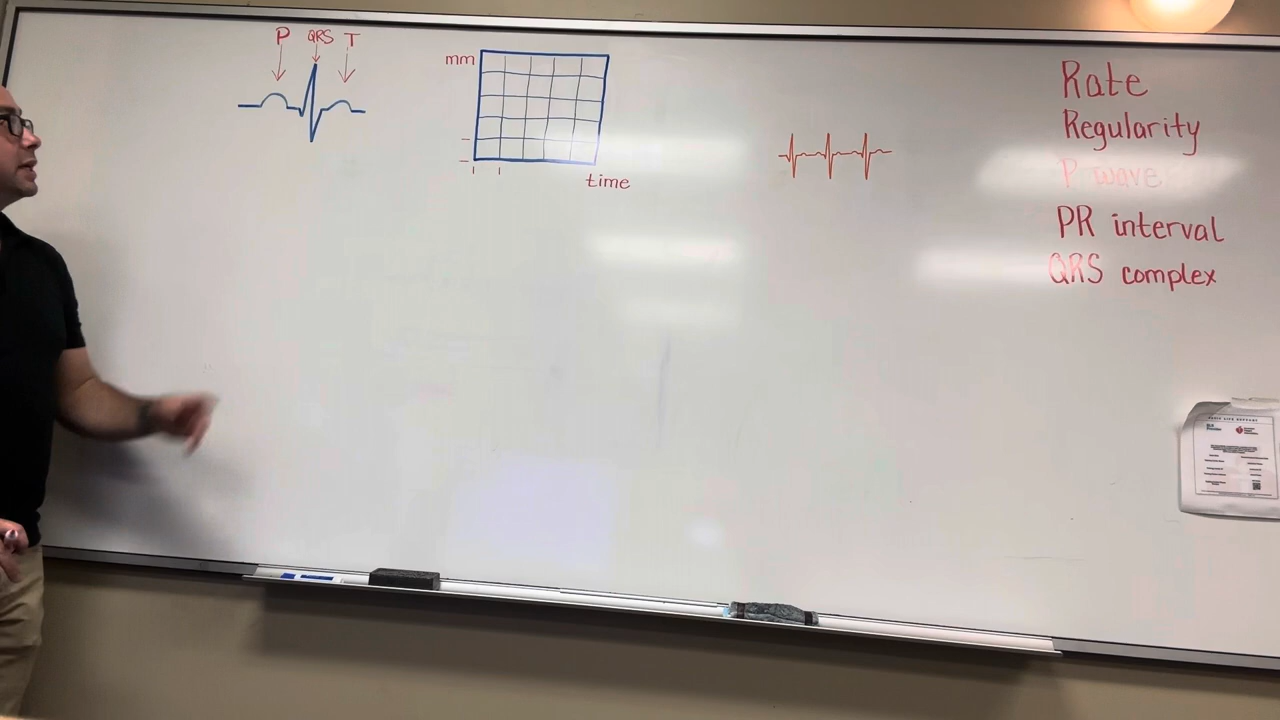 P QRS T
mm
time
Rate
Regularity
P wave
PR interval
QRS complex